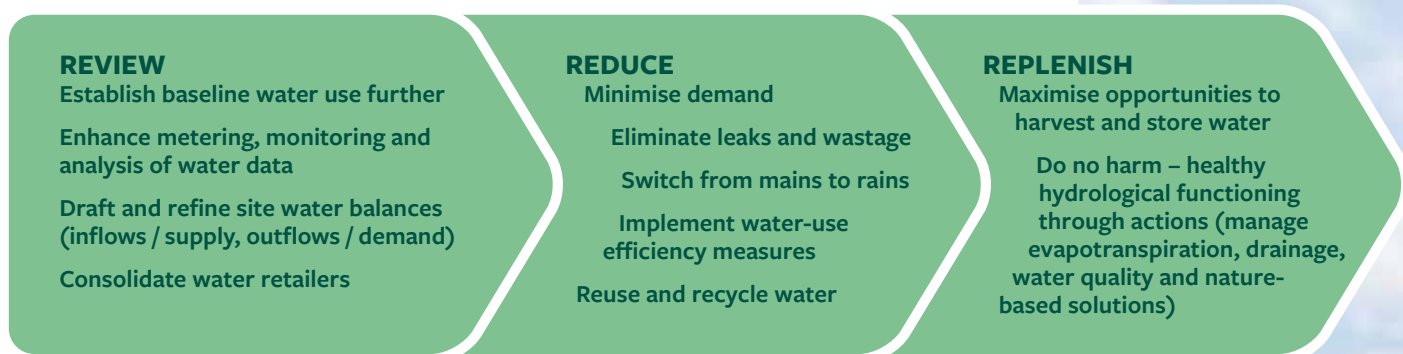 REVIEW
Establish baseline water use further
Enhance metering, monitoring and
analysis of water data
Draft and refine site water balances
(inflows / supply, outflows / demand)
Consolidate water retailers
REDUCE
Minimise demand
Eliminate leaks and wastage
Switch from mains to rains
Implement water-use
efficiency measures
Reuse and recycle water
REPLENISH
Maximise opportunities to
harvest and store water
Do no harm – healthy
hydrological functioning
through actions (manage
evapotranspiration, drainage,
water quality and nature-
based solutions)